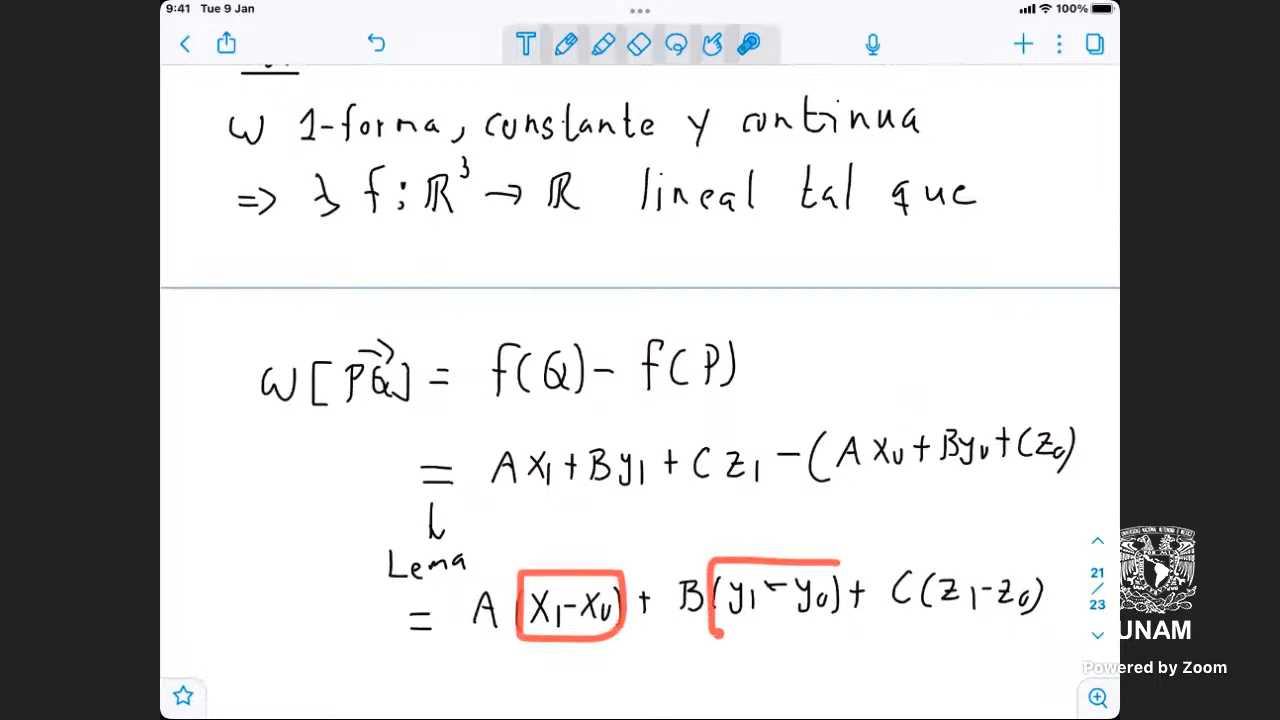 9:41 Tue 9 Jan
100%
ω 1-forma, constante y continua
=> ∃ f: ℝ³ → ℝ lineal tal que
ω[PQ⃗] = f(Q) - f(P)
= Ax₁ + By₁ + Cz₁ - (Ax₀ + By₀ + Cz₀)
Lema
= A(x₁-x₀) + B(y₁-y₀) + C(z₁-z₀)
21
/
23
UNAM
Powered by Zoom